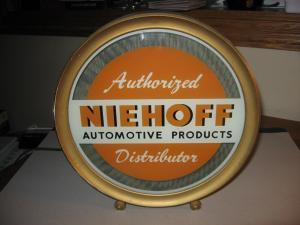 Authorized
NIEHOFF
AUTOMOTIVE PRODUCTS
Distributor